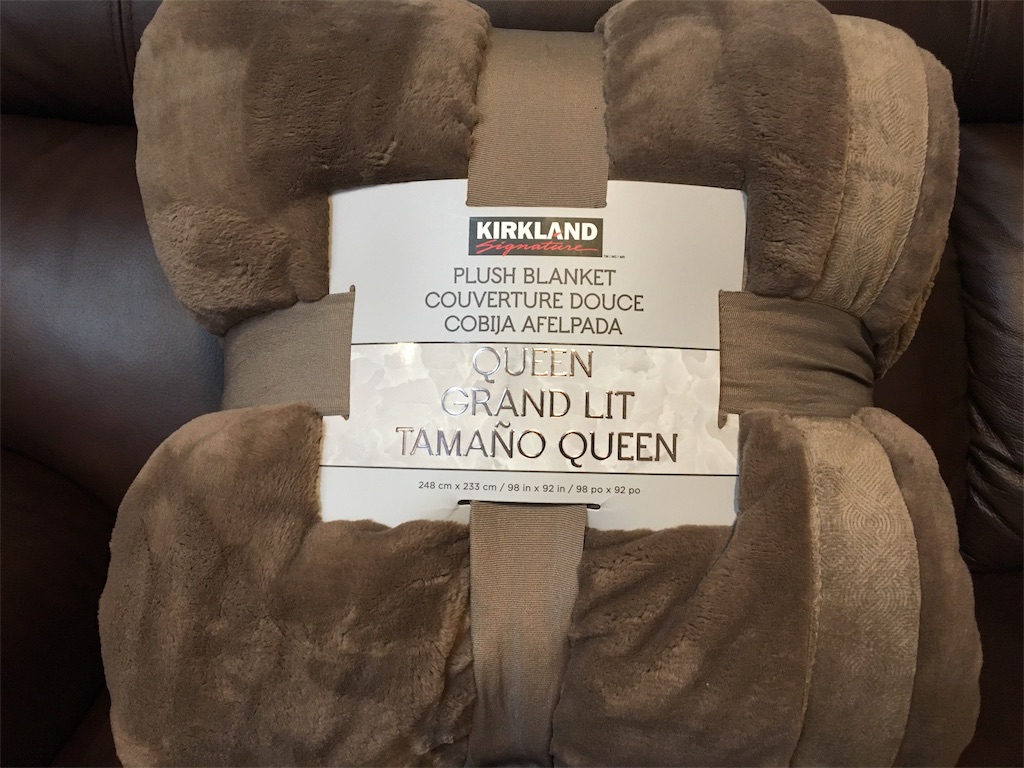 KIRKLAND
Signature
PLUSH BLANKET
COUVERTURE DOUCE
COBIJA AFELPADA
QUEEN
GRAND LIT
TAMAÑO QUEEN
248 cm x 233 cm / 98 in x 92 in / 98 po x 92 po